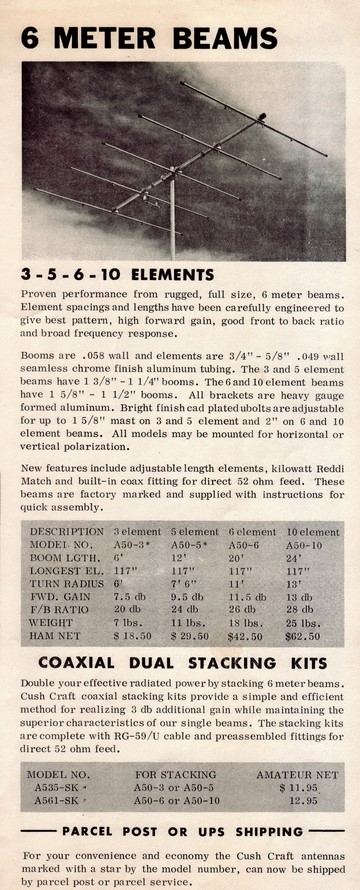 6 METER BEAMS
3 - 5 - 6 - 10 ELEMENTS
Proven performance from rugged, full size, 6 meter beams.
Element spacings and lengths have been carefully engineered to
give best pattern, high forward gain, good front to back ratio
and broad frequency response.
Booms are .058 wall and elements are 3/4" - 5/8" .049 wall
seamless chrome finish aluminum tubing. The 3 and 5 element
beams have 1 3/8" - 1 1/4" booms. The 6 and 10 element beams
have 1 5/8" - 1 1/2" booms. All brackets are heavy gauge
formed aluminum. Bright finish cad plated ubolts are adjustable
for up to 1 5/8" mast on 3 and 5 element and 2" on 6 and 10
element beams. All models may be mounted for horizontal or
vertical polarization.
New features include adjustable length elements, kilowatt Reddi
Match and built-in coax fitting for direct 52 ohm feed. These
beams are factory marked and supplied with instructions for
quick assembly.
DESCRIPTION 3 element 5 element 6 element 10 element
MODEL NO. A50-3* A50-5* A50-6 A50-10
BOOM LGTH. 6' 12' 20' 24'
LONGEST EL. 117" 117" 117" 117"
TURN RADIUS 6' 7' 6" 11' 13'
FWD. GAIN 7.5 db 9.5 db 11.5 db 13 db
F/B RATIO 20 db 24 db 26 db 28 db
WEIGHT 7 lbs. 11 lbs. 18 lbs. 25 lbs.
HAM NET $ 18.50 $ 29.50 $42.50 $62.50
COAXIAL DUAL STACKING KITS
Double your effective radiated power by stacking 6 meter beams.
Cush Craft coaxial stacking kits provide a simple and efficient
method for realizing 3 db additional gain while maintaining the
superior characteristics of our single beams. The stacking kits
are complete with RG-59/U cable and preassembled fittings for
direct 52 ohm feed.
MODEL NO. FOR STACKING AMATEUR NET
A535-SK * A50-3 or A50-5 $ 11.95
A561-SK * A50-6 or A50-10 12.95
PARCEL POST OR UPS SHIPPING
For your convenience and economy the Cush Craft antennas
marked with a star by the model number, can now be shipped
by parcel post or parcel service.